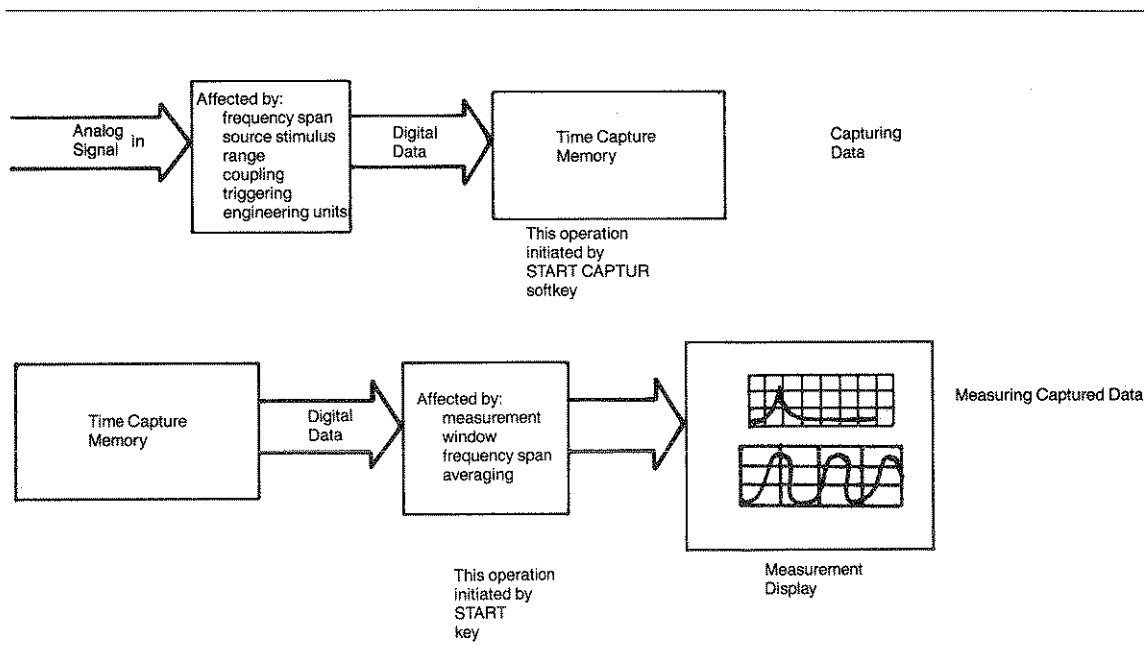 Analog
Signal in
Affected by:
frequency span
source stimulus
range
coupling
triggering
engineering units
Digital
Data
Time Capture
Memory
Capturing
Data
This operation
initiated by
START CAPTUR
softkey
Time Capture
Memory
Digital
Data
Affected by:
measurement
window
frequency span
averaging
Measuring Captured Data
This operation
initiated by
START
key
Measurement
Display